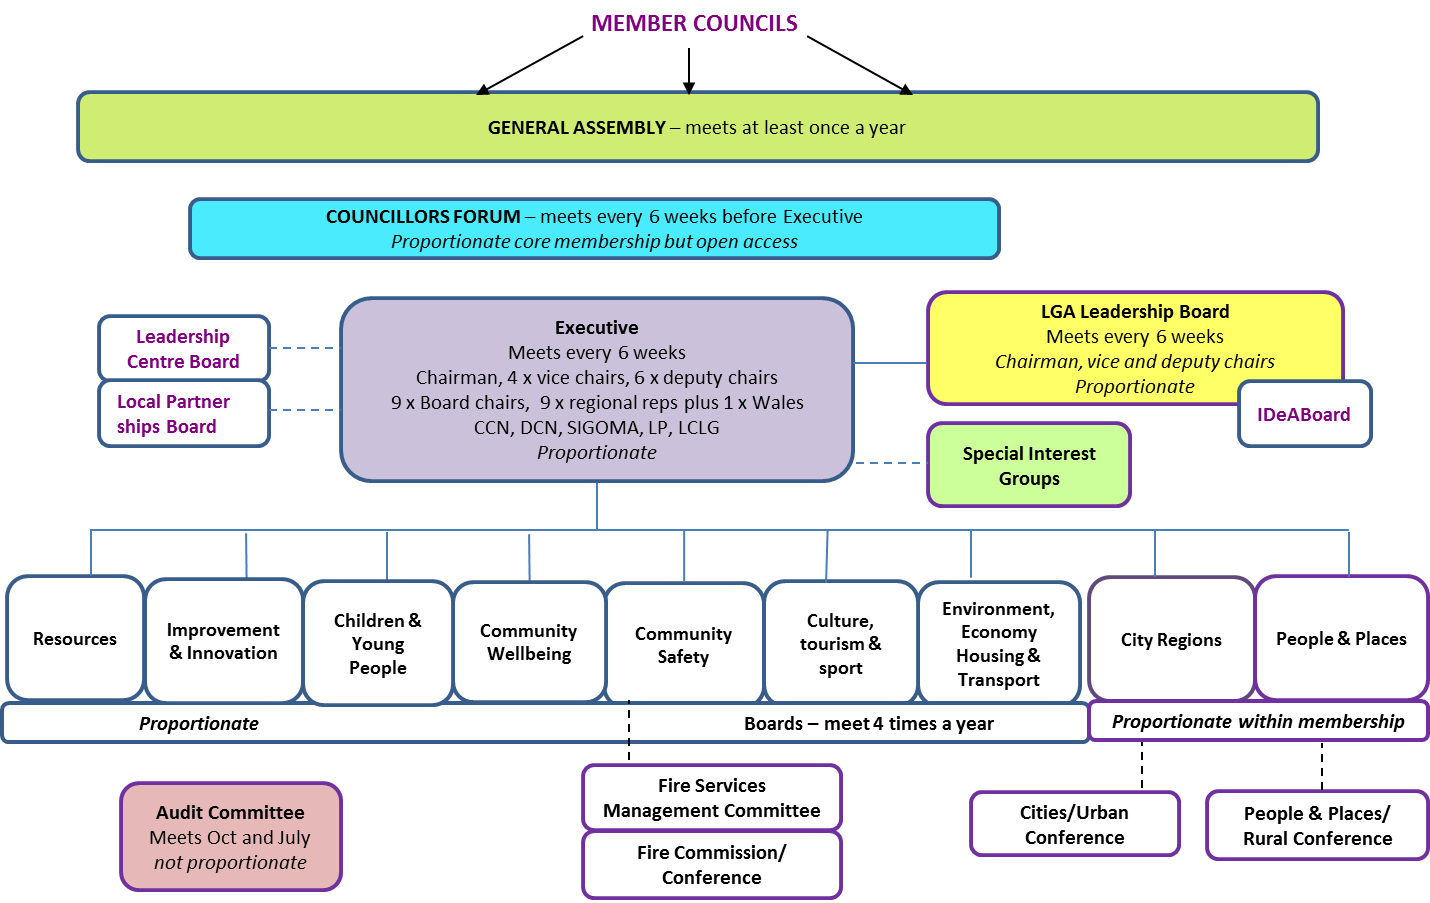 MEMBER COUNCILS
GENERAL ASSEMBLY – meets at least once a year
COUNCILLORS FORUM – meets every 6 weeks before Executive
Proportionate core membership but open access
Leadership
Centre Board
Local Partner
ships Board
Executive
Meets every 6 weeks
Chairman, 4 x vice chairs, 6 x deputy chairs
9 x Board chairs, 9 x regional reps plus 1 x Wales
CCN, DCN, SIGOMA, LP, LCLG
Proportionate
LGA Leadership Board
Meets every 6 weeks
Chairman, vice and deputy chairs
Proportionate
IDeABoard
Special Interest
Groups
Resources
Improvement
& Innovation
Children &
Young
People
Community
Wellbeing
Community
Safety
Culture,
tourism &
sport
Environment,
Economy
Housing &
Transport
City Regions
People & Places
Proportionate
Boards – meet 4 times a year
Proportionate within membership
Audit Committee
Meets Oct and July
not proportionate
Fire Services
Management Committee
Fire Commission/
Conference
Cities/Urban
Conference
People & Places/
Rural Conference